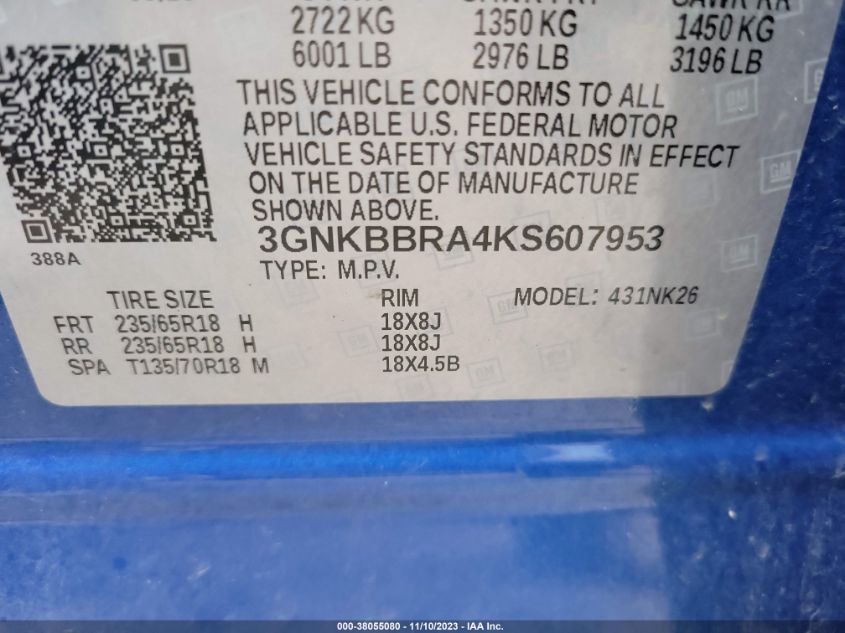 2722 KG 1350 KG 1450 KG
6001 LB 2976 LB 3196 LB
THIS VEHICLE CONFORMS TO ALL
APPLICABLE U.S. FEDERAL MOTOR
VEHICLE SAFETY STANDARDS IN EFFECT
ON THE DATE OF MANUFACTURE
SHOWN ABOVE.
388A
3GNKBBRA4KS607953
TYPE: M.P.V.
TIRE SIZE RIM MODEL: 431NK26
FRT 235/65R18 H 18X8J
RR 235/65R18 H 18X8J
SPA T135/70R18 M 18X4.5B
GM
GM
000-38055080 - 11/10/2023 - IAA Inc.